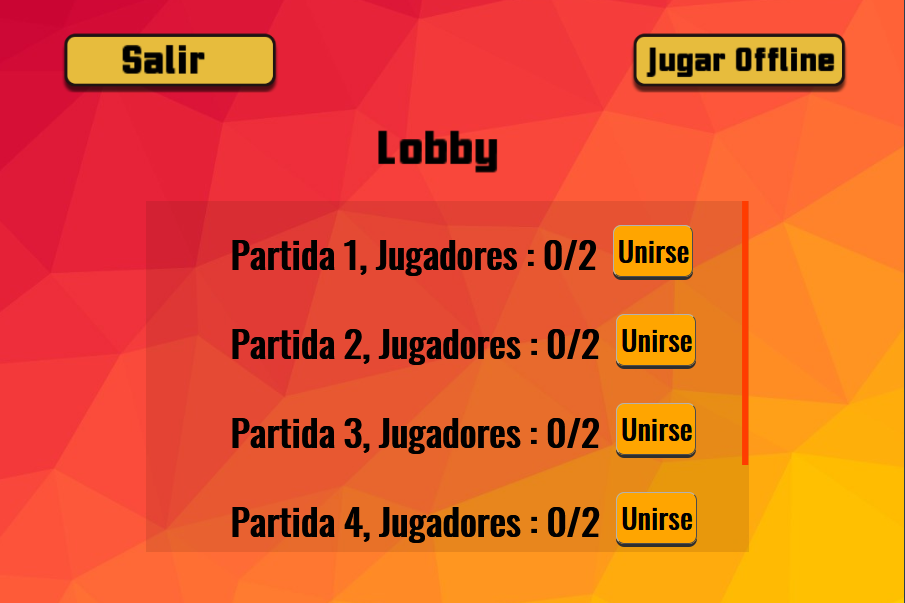 Salir
Jugar Offline
Lobby
Partida 1, Jugadores : 0/2 Unirse
Partida 2, Jugadores : 0/2 Unirse
Partida 3, Jugadores : 0/2 Unirse
Partida 4, Jugadores : 0/2 Unirse